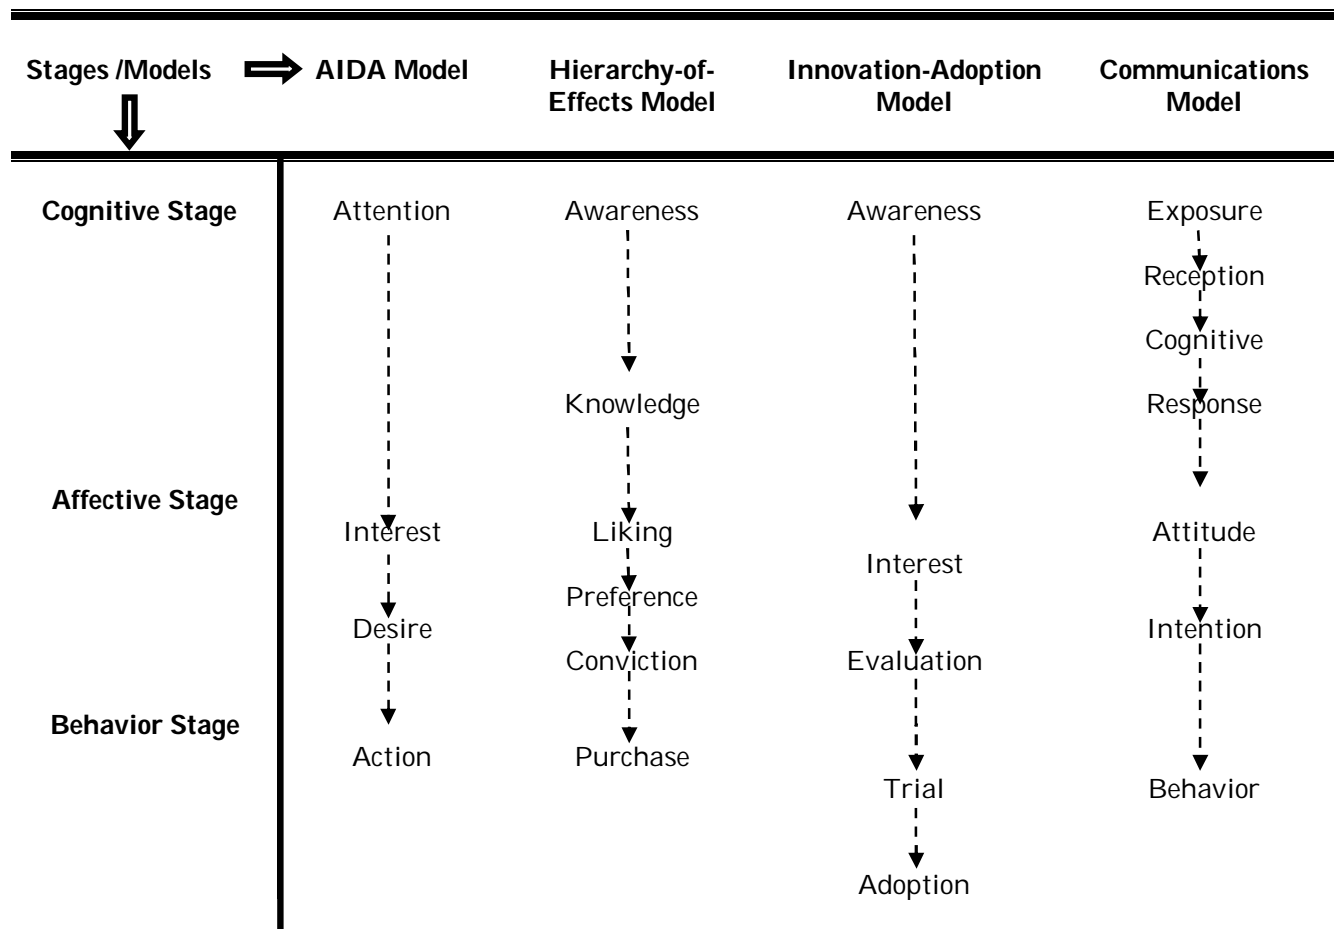 Stages /Models AIDA Model Hierarchy-of- Innovation-Adoption Communications
Effects Model Model Model
Cognitive Stage Attention Awareness Awareness Exposure
Reception
Cognitive
Knowledge Response
Affective Stage
Interest Liking Attitude
Interest
Preference
Desire Intention
Conviction Evaluation
Behavior Stage
Action Purchase
Trial Behavior
Adoption